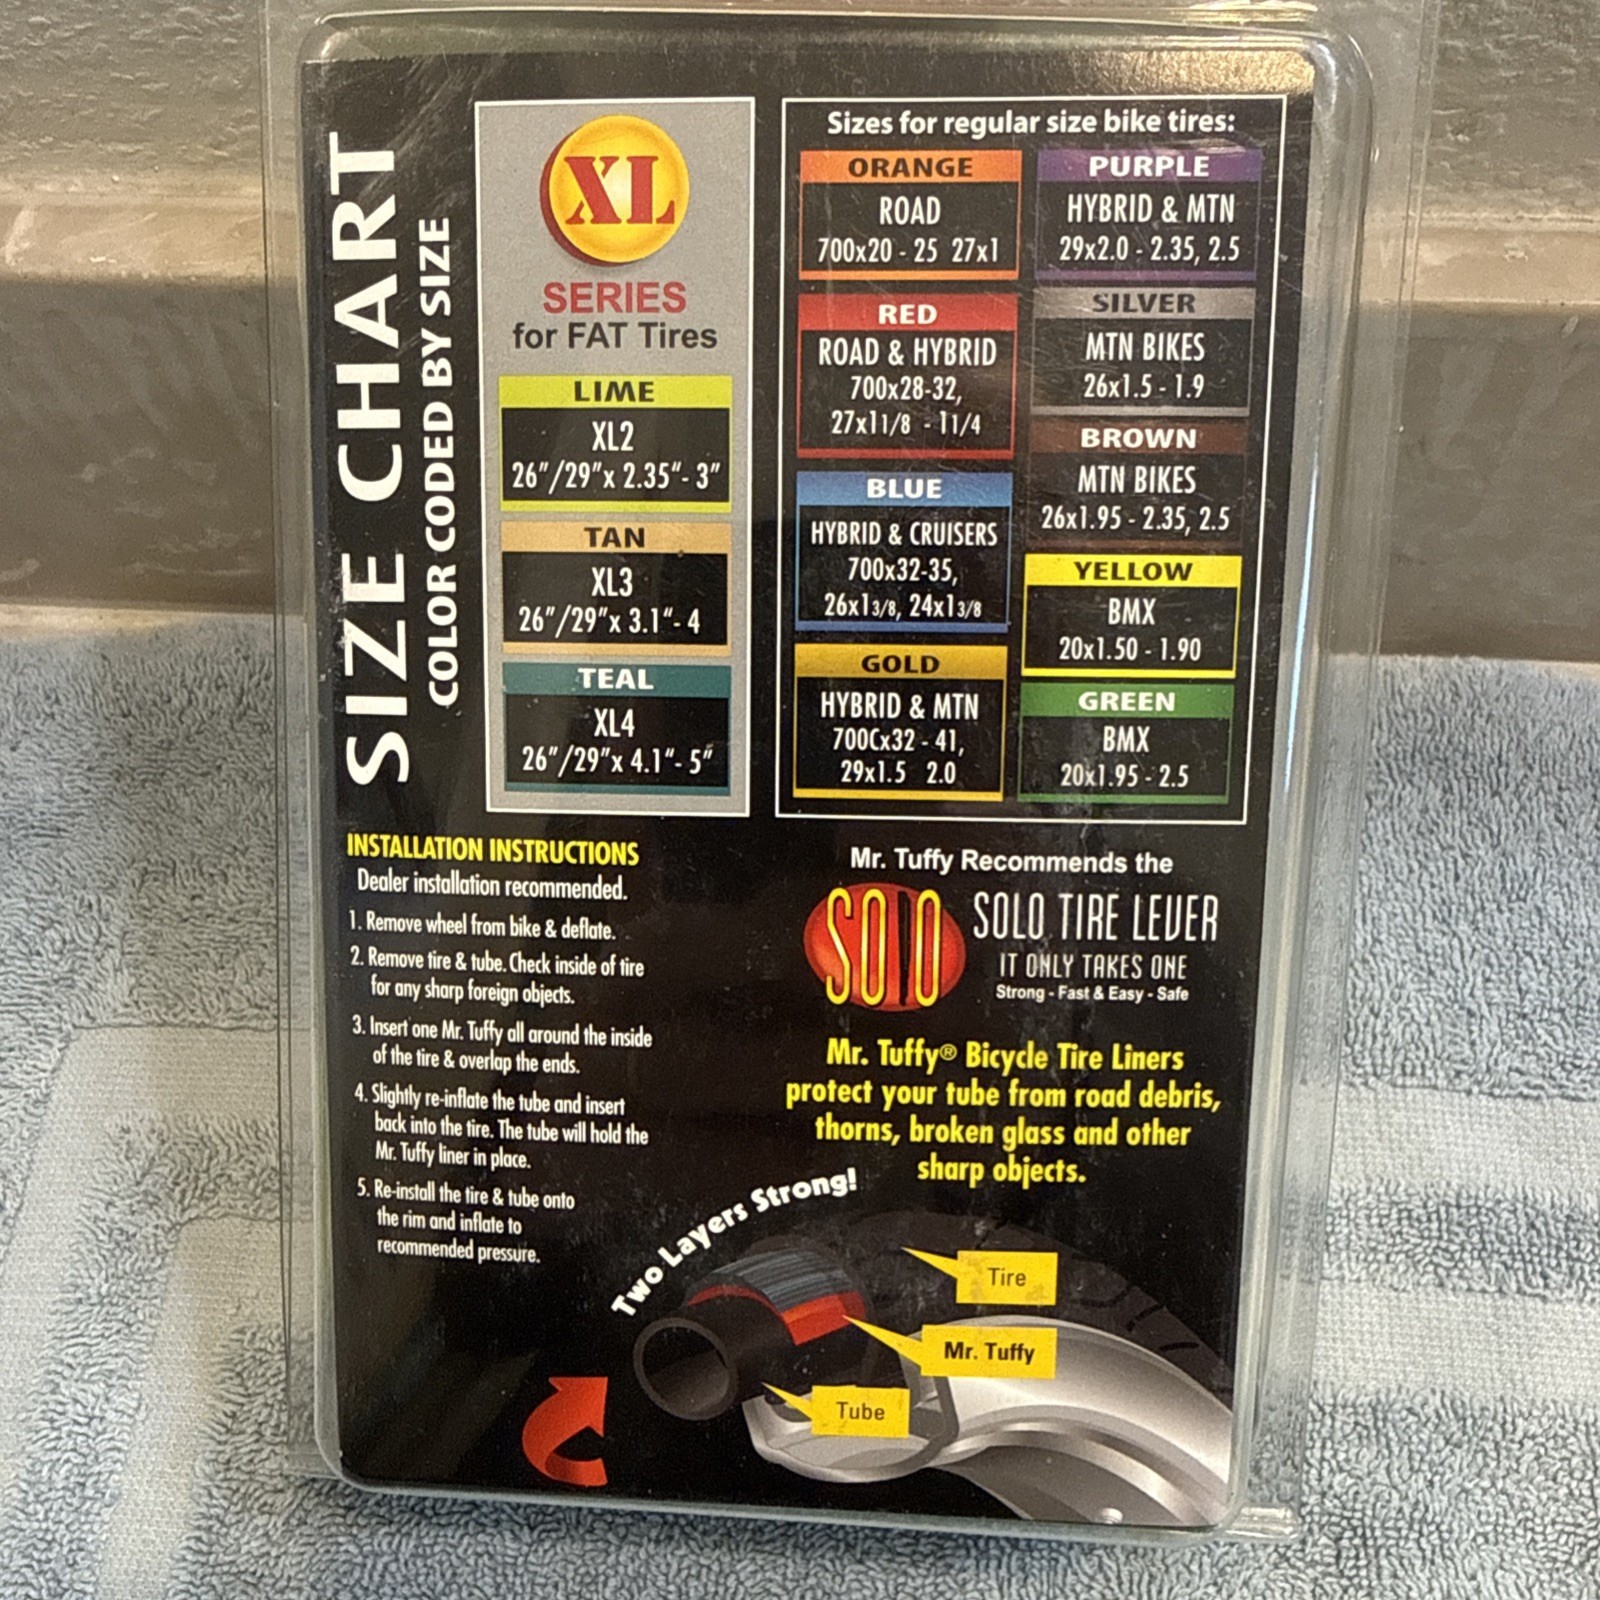 SIZE CHART
COLOR CODED BY SIZE
XL
SERIES
for FAT Tires
LIME
XL2
26"/29"x 2.35"- 3"
TAN
XL3
26"/29"x 3.1"- 4
TEAL
XL4
26"/29"x 4.1"- 5"
Sizes for regular size bike tires:
ORANGE
ROAD
700x20 - 25 27x1
RED
ROAD & HYBRID
700x28-32,
27x11/8 - 11/4
BLUE
HYBRID & CRUISERS
700x32-35,
26x13/8, 24x13/8
GOLD
HYBRID & MTN
700Cx32 - 41,
29x1.5 2.0
PURPLE
HYBRID & MTN
29x2.0 - 2.35, 2.5
SILVER
MTN BIKES
26x1.5 - 1.9
BROWN
MTN BIKES
26x1.95 - 2.35, 2.5
YELLOW
BMX
20x1.50 - 1.90
GREEN
BMX
20x1.95 - 2.5
INSTALLATION INSTRUCTIONS
Dealer installation recommended.
1. Remove wheel from bike & deflate.
2. Remove tire & tube. Check inside of tire
for any sharp foreign objects.
3. Insert one Mr. Tuffy all around the inside
of the tire & overlap the ends.
4. Slightly re-inflate the tube and insert
back into the tire. The tube will hold the
Mr. Tuffy liner in place.
5. Re-install the tire & tube onto
the rim and inflate to
recommended pressure.
Mr. Tuffy Recommends the
SOLO
SOLO TIRE LEVER
IT ONLY TAKES ONE
Strong - Fast & Easy - Safe
Mr. Tuffy® Bicycle Tire Liners
protect your tube from road debris,
thorns, broken glass and other
sharp objects.
Two Layers Strong!
Tire
Mr. Tuffy
Tube